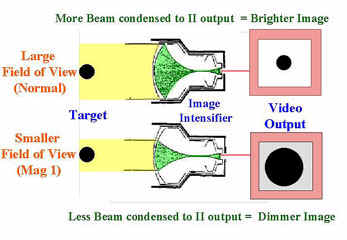 More Beam condensed to II output = Brighter Image
Large
Field of View
(Normal)
Target
Image
Intensifier
Video
Output
Smaller
Field of View
(Mag 1)
Less Beam condensed to II output = Dimmer Image